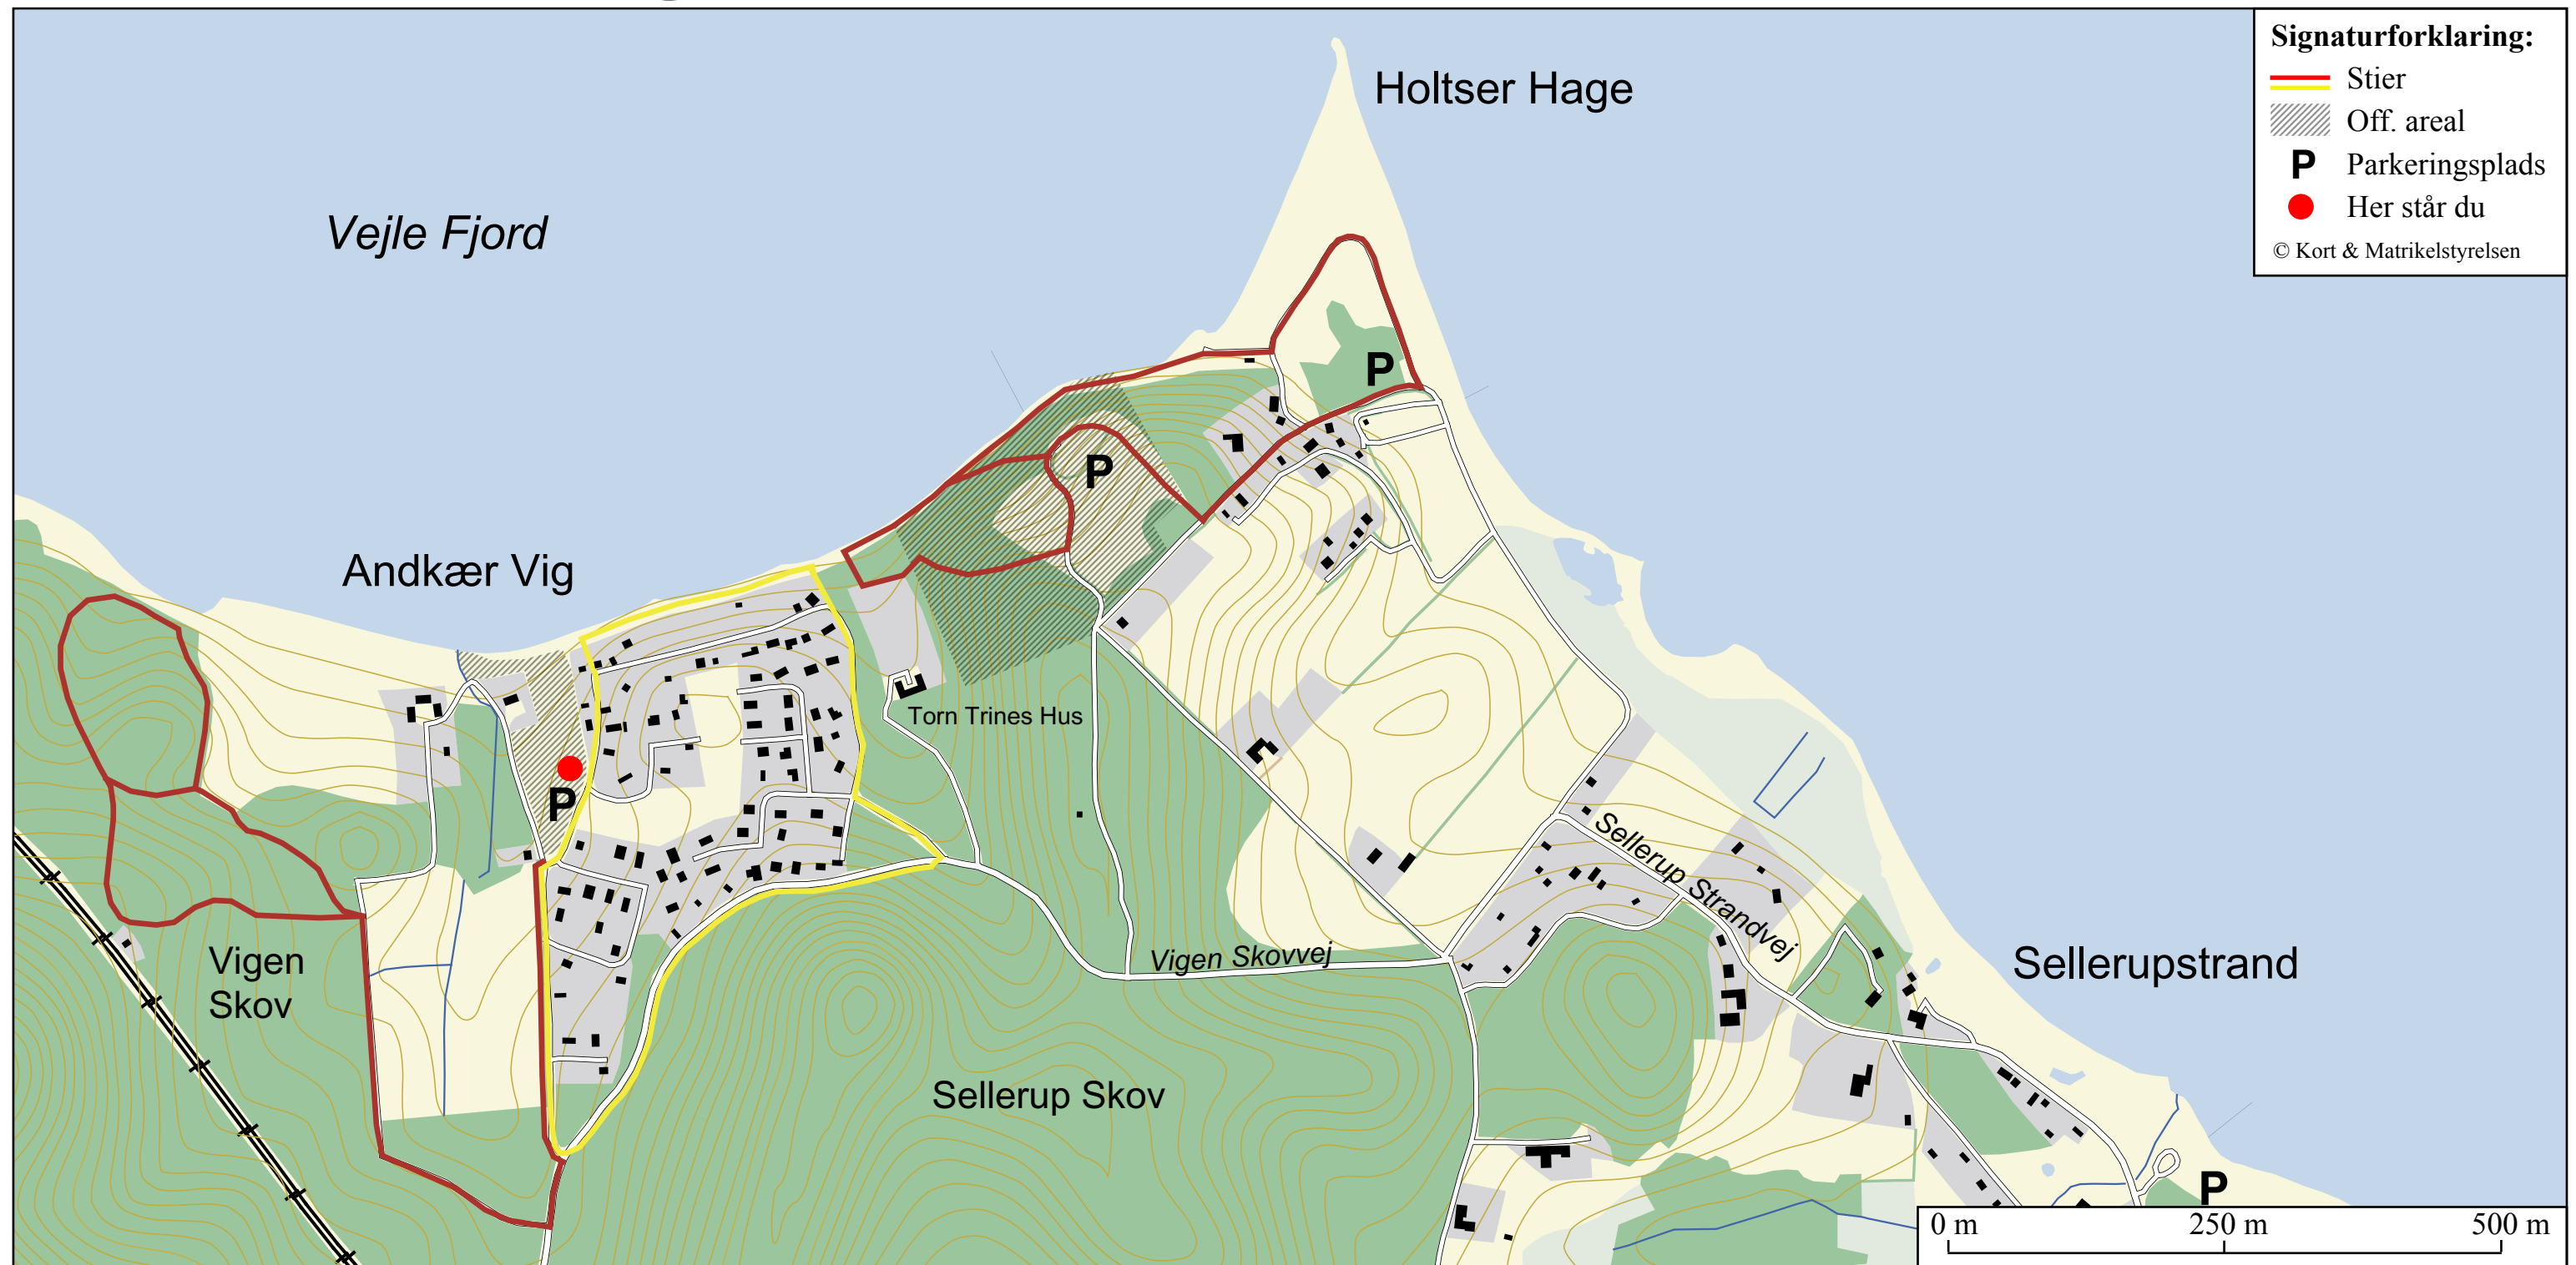 Holtser Hage
Signaturforklaring:
Stier
Off. areal
P Parkeringsplads
Her står du
© Kort & Matrikelstyrelsen
Vejle Fjord
P
P
Andkær Vig
Torn Trines Hus
P
Sellerup Strandvej
Vigen Skovvej
Vigen
Skov
Sellerupstrand
Sellerup Skov
P
0 m 250 m 500 m